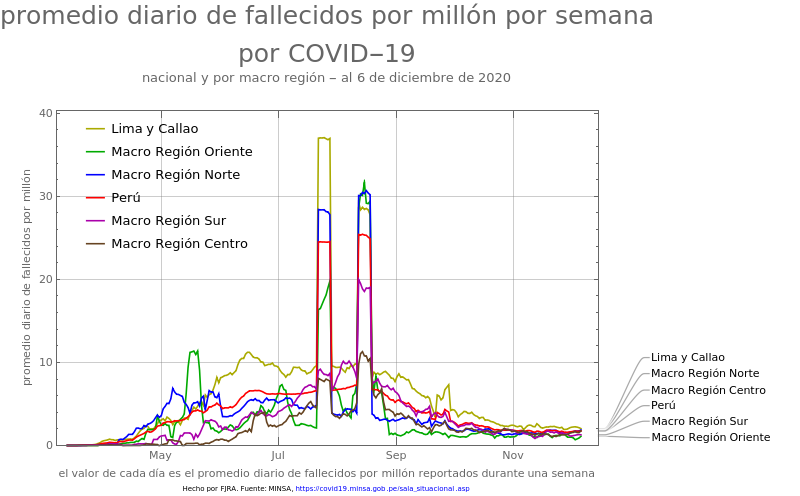 promedio diario de fallecidos por millón por semana
por COVID–19
nacional y por macro región – al 6 de diciembre de 2020
promedio diario de fallecidos por millón
40
30
20
10
0
Lima y Callao
Macro Región Oriente
Macro Región Norte
Perú
Macro Región Sur
Macro Región Centro
Lima y Callao
Macro Región Norte
Macro Región Centro
Perú
Macro Región Sur
Macro Región Oriente
May
Jul
Sep
Nov
el valor de cada día es el promedio diario de fallecidos por millón reportados durante una semana
Hecho por FJRA. Fuente: MINSA, https://covid19.minsa.gob.pe/sala_situacional.asp